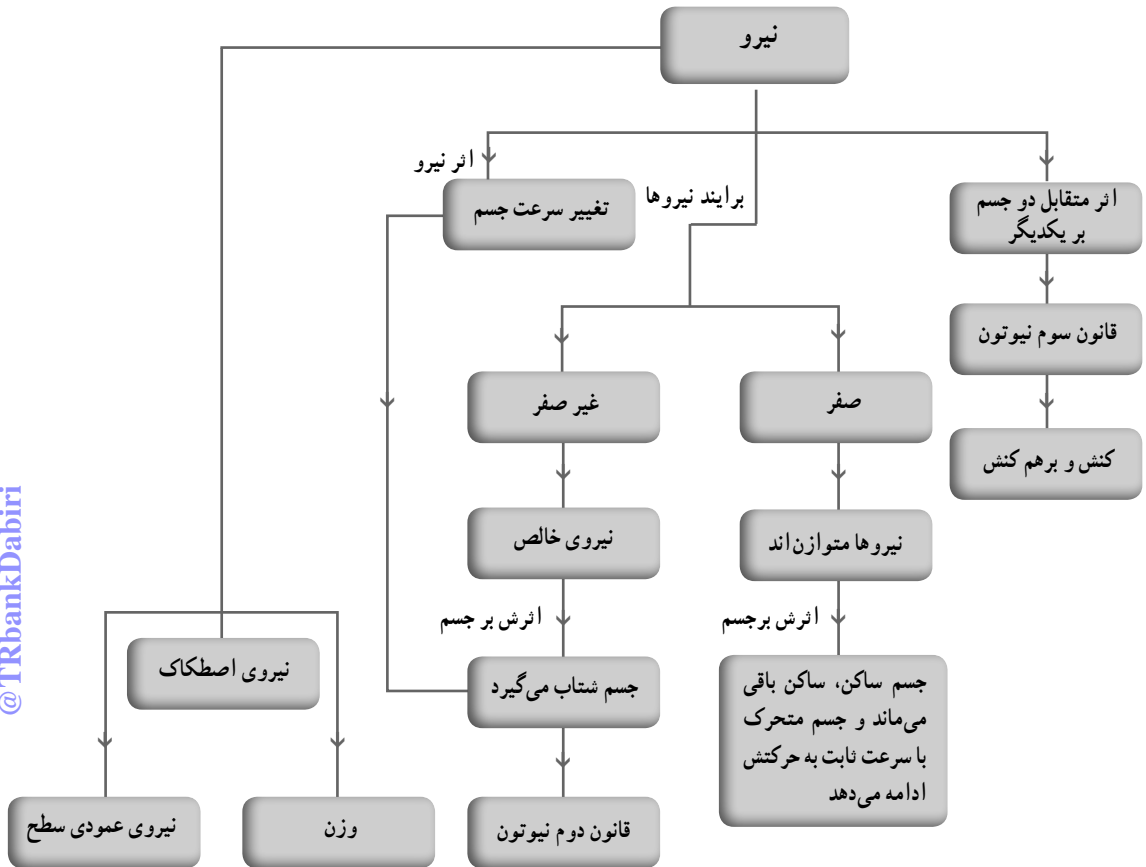 نیرو
اثر نیرو
تغییر سرعت جسم
برایند نیروها
اثر متقابل دو جسم
بر یکدیگر
قانون سوم نیوتون
کنش و برهم کنش
غیر صفر
صفر
نیروی خالص
نیروها متوازن‌اند
اثرش بر جسم
اثرش برجسم
نیروی اصطکاک
جسم شتاب می‌گیرد
جسم ساکن، ساکن باقی
می‌ماند و جسم متحرک
با سرعت ثابت به حرکتش
ادامه می‌دهد
نیروی عمودی سطح
وزن
قانون دوم نیوتون
@TRbankDabiri